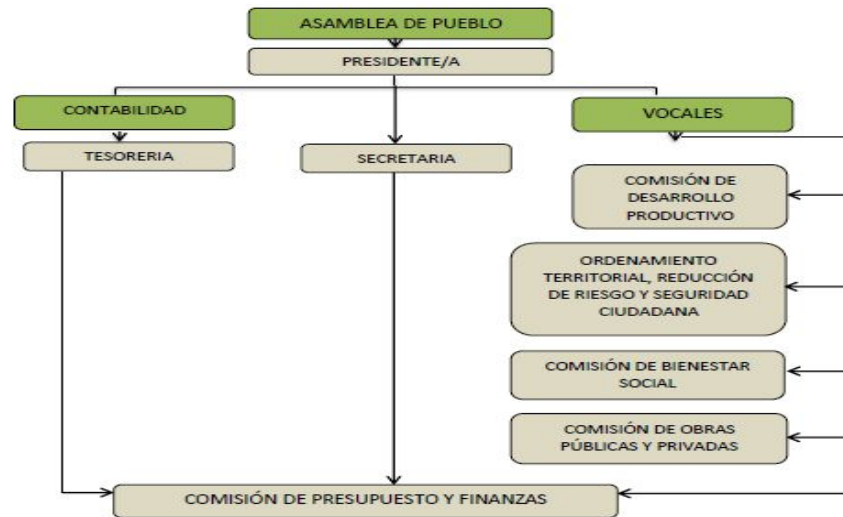 ASAMBLEA DE PUEBLO
PRESIDENTE/A
CONTABILIDAD
VOCALES
TESORERIA
SECRETARIA
COMISIÓN DE
DESARROLLO
PRODUCTIVO
ORDENAMIENTO
TERRITORIAL, REDUCCIÓN
DE RIESGO Y SEGURIDAD
CIUDADANA
COMISIÓN DE BIENESTAR
SOCIAL
COMISIÓN DE OBRAS
PÚBLICAS Y PRIVADAS
COMISIÓN DE PRESUPUESTO Y FINANZAS